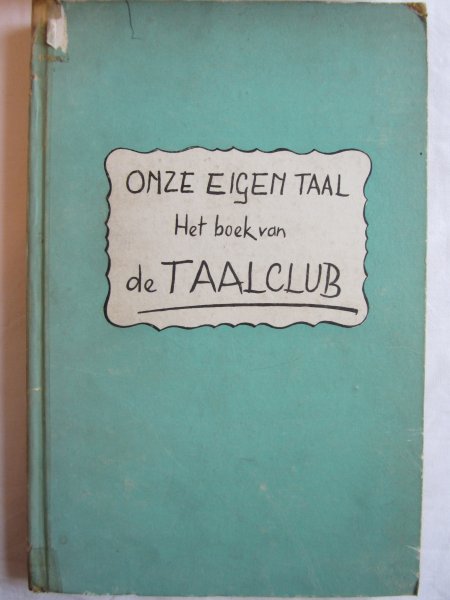 ONZE EIGEN TAAL
Het boek van
de TAALCLUB